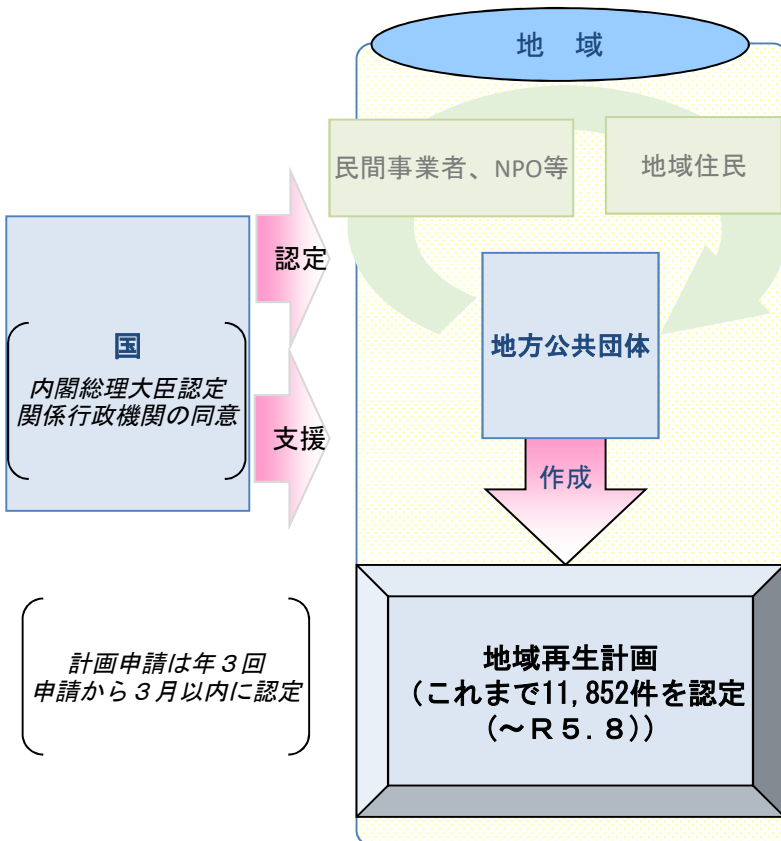 地　域
民間事業者、NPO等
地域住民
認定
国
内閣総理大臣認定
関係行政機関の同意
地方公共団体
支援
作成
計画申請は年３回
申請から３月以内に認定
地域再生計画
（これまで11,852件を認定
（～Ｒ５．８））